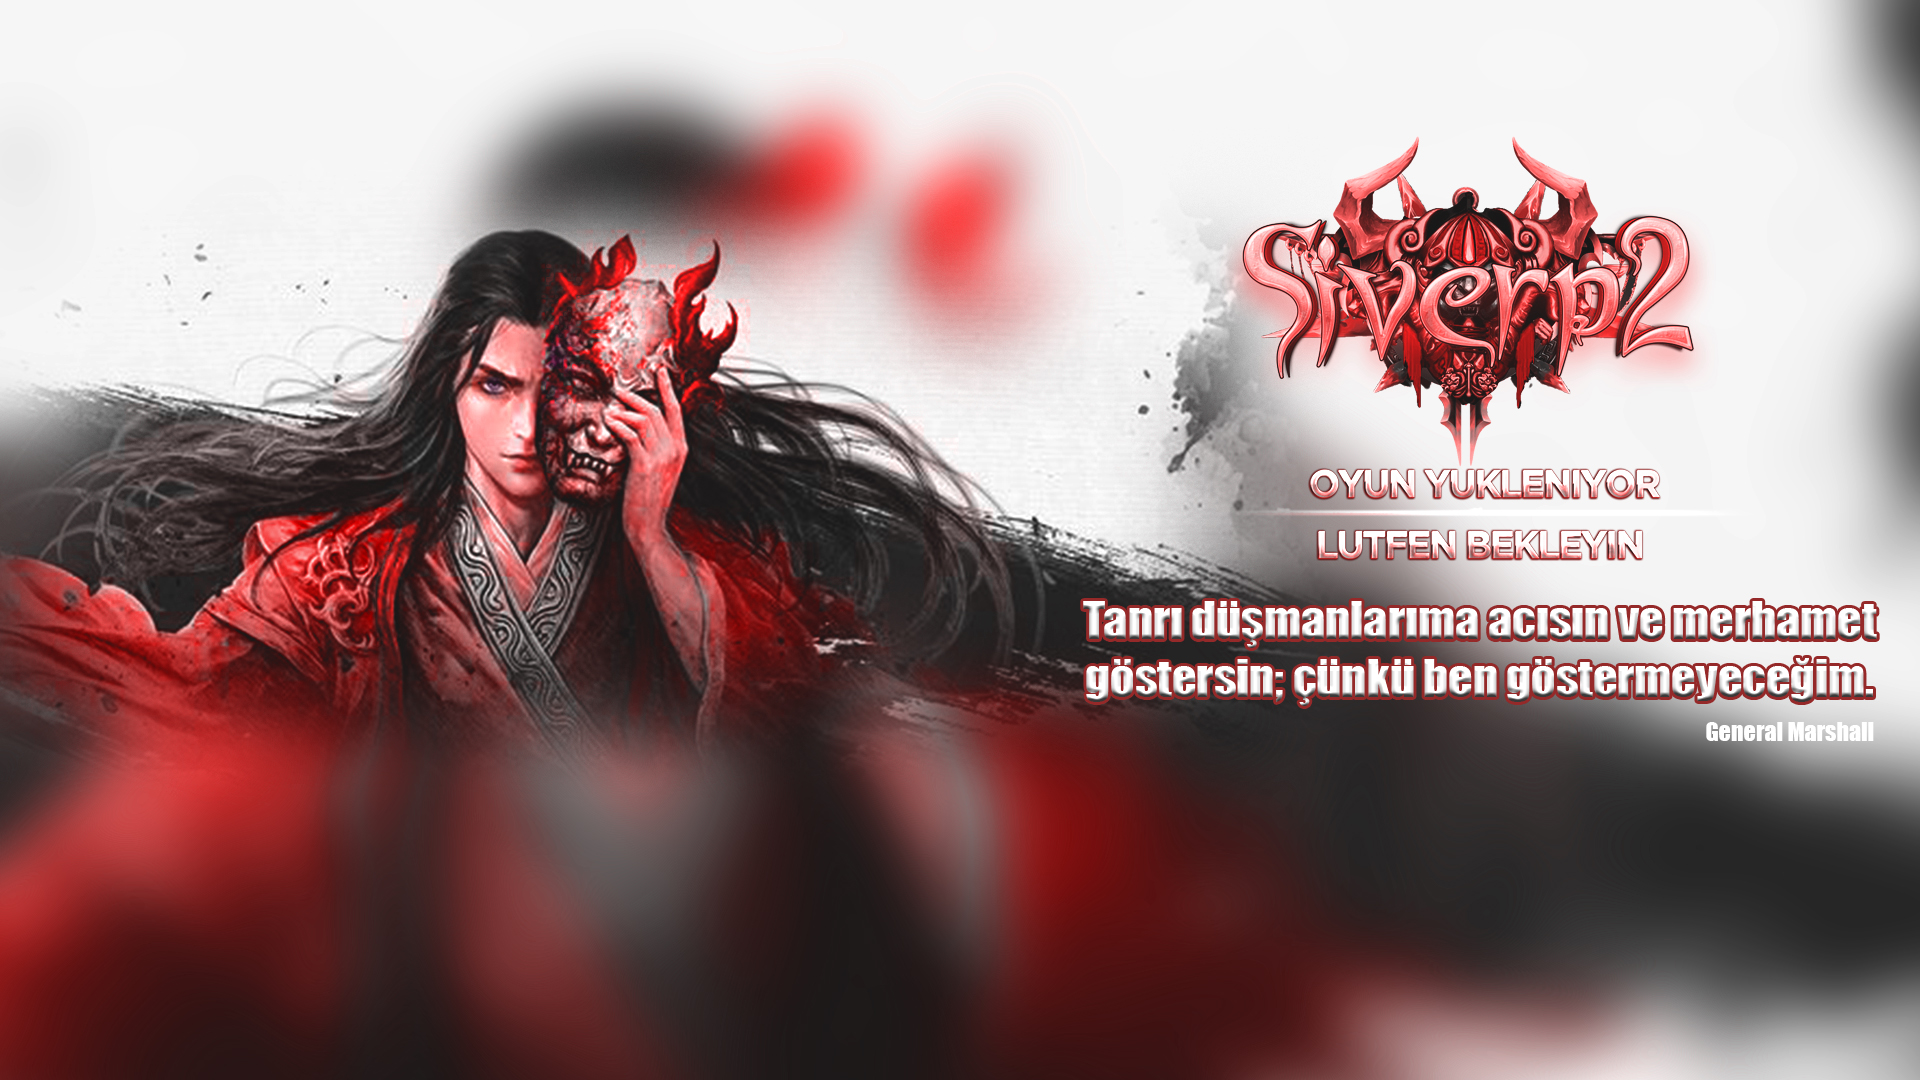 Siverp2
OYUN YUKLENIYOR
LUTFEN BEKLEYIN
Tanrı düşmanlarıma acısın ve merhamet
göstersin; çünkü ben göstermeyeceğim.
General Marshall